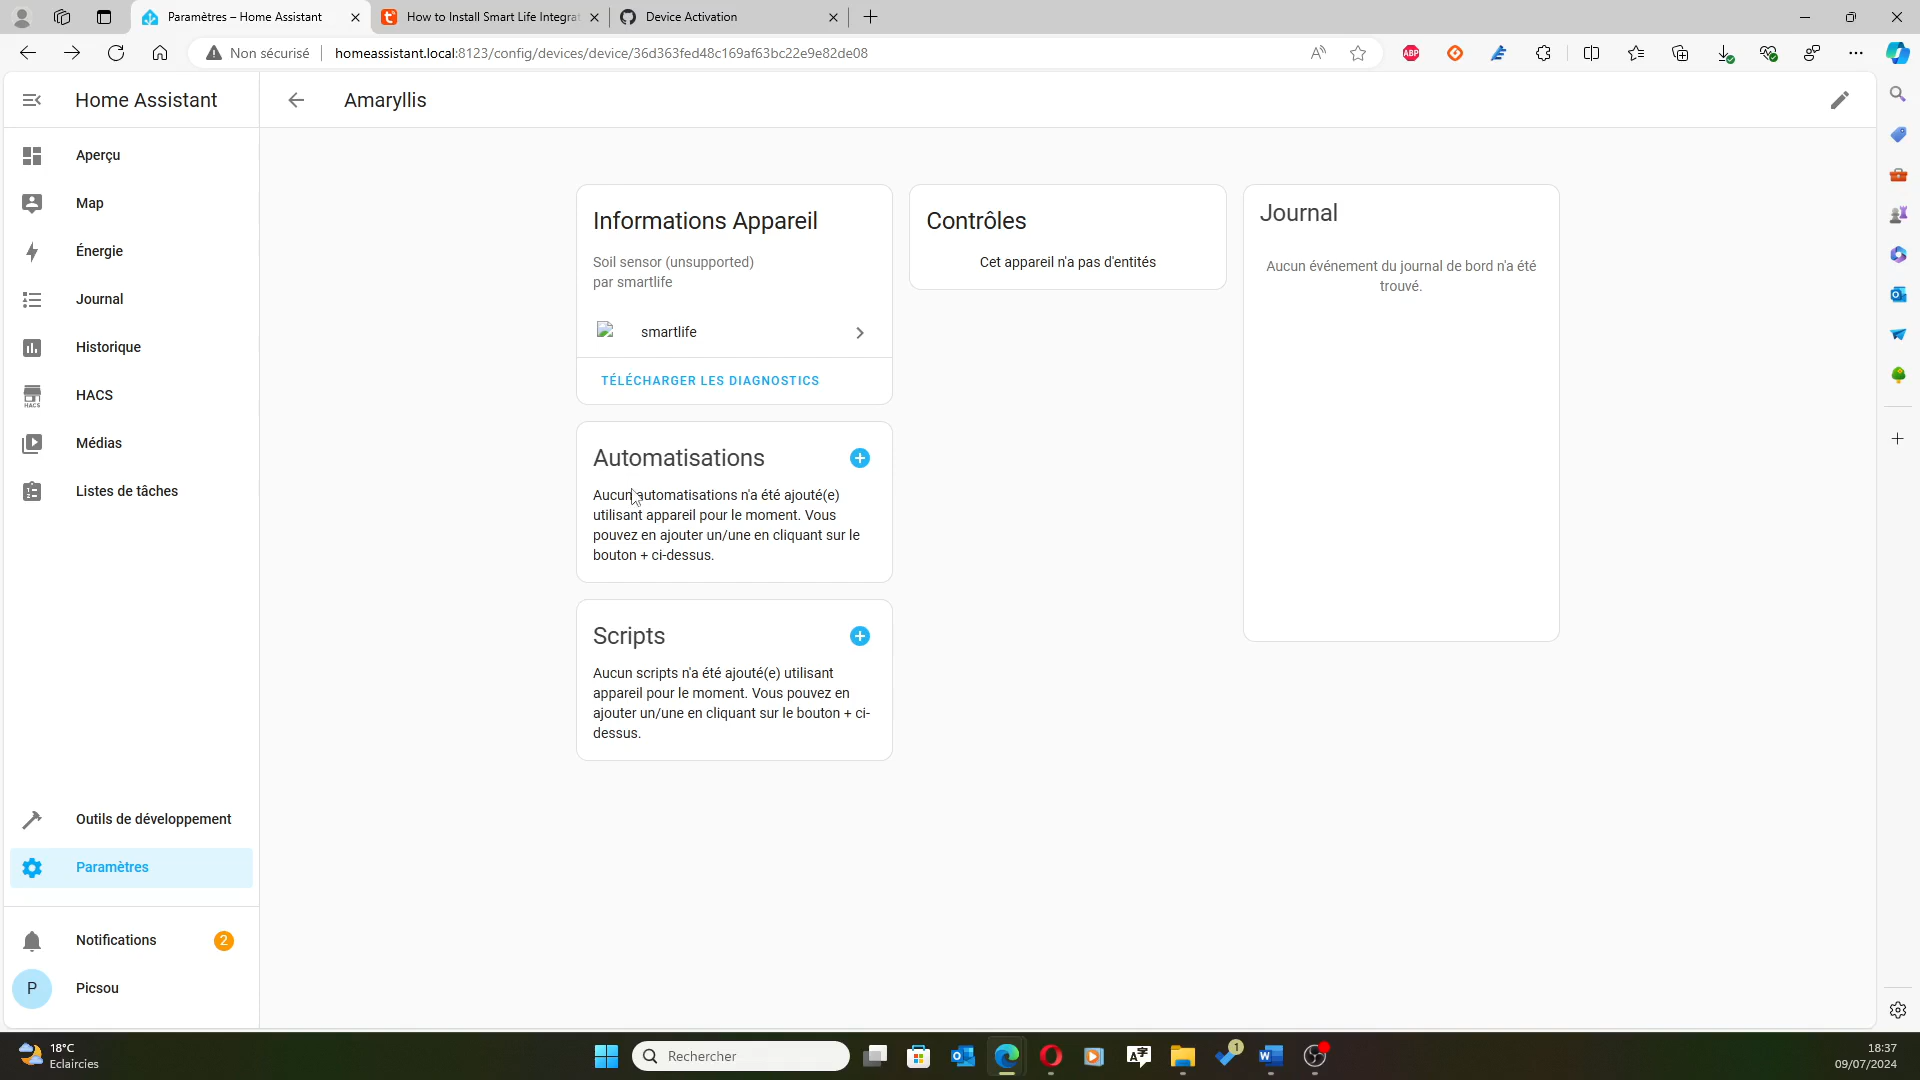 Paramètres – Home Assistant
How to Install Smart Life Integrat
Device Activation
Non sécurisé
homeassistant.local:8123/config/devices/device/36d363fed48c169af63bc22e9e82de08
ABP
Home Assistant
Amaryllis
Aperçu
Map
Énergie
Journal
Historique
HACS
HACS
Médias
Listes de tâches
Informations Appareil
Soil sensor (unsupported)
par smartlife
smartlife
TÉLÉCHARGER LES DIAGNOSTICS
Automatisations
Aucun automatisations n'a été ajouté(e)
utilisant appareil pour le moment. Vous
pouvez en ajouter un/une en cliquant sur le
bouton + ci-dessus.
Scripts
Aucun scripts n'a été ajouté(e) utilisant
appareil pour le moment. Vous pouvez en
ajouter un/une en cliquant sur le bouton + ci-
dessus.
Contrôles
Cet appareil n'a pas d'entités
Journal
Aucun événement du journal de bord n'a été
trouvé.
Outils de développement
Paramètres
Notifications
2
P
Picsou
18°C
Eclaircies
Rechercher
1
18:37
09/07/2024